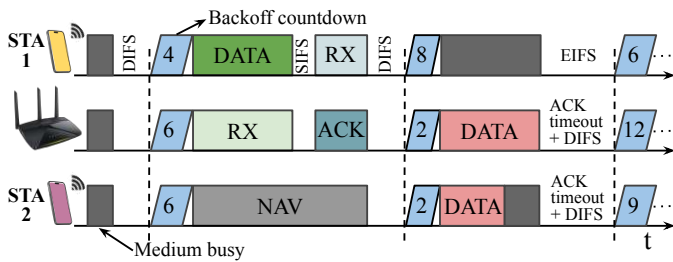 Backoff countdown
STA
1
DIFS
4
DATA
SIFS
RX
DIFS
8
EIFS
6
...
6
RX
ACK
2
DATA
ACK
timeout
+ DIFS
12
...
STA
2
6
NAV
2
DATA
ACK
timeout
+ DIFS
9
...
Medium busy
t